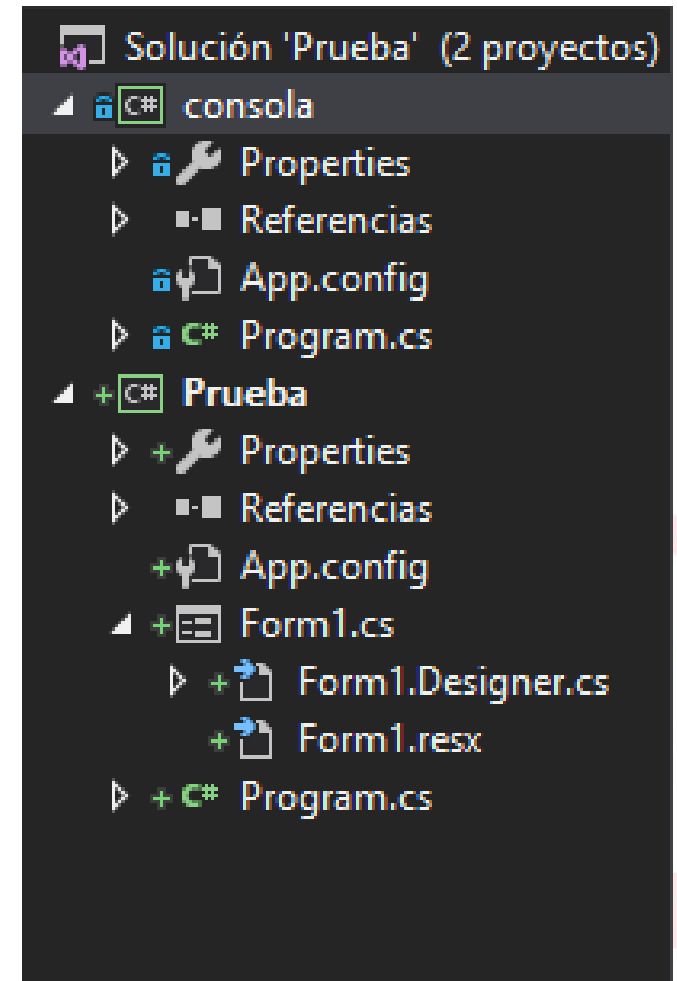 Solución 'Prueba' (2 proyectos)
C# consola
Properties
Referencias
App.config
C# Program.cs
C# Prueba
Properties
Referencias
App.config
Form1.cs
Form1.Designer.cs
Form1.resx
C# Program.cs